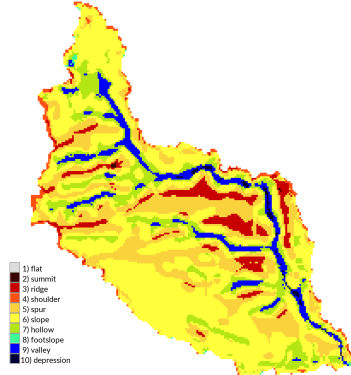 1) flat
2) summit
3) ridge
4) shoulder
5) spur
6) slope
7) hollow
8) footslope
9) valley
10) depression